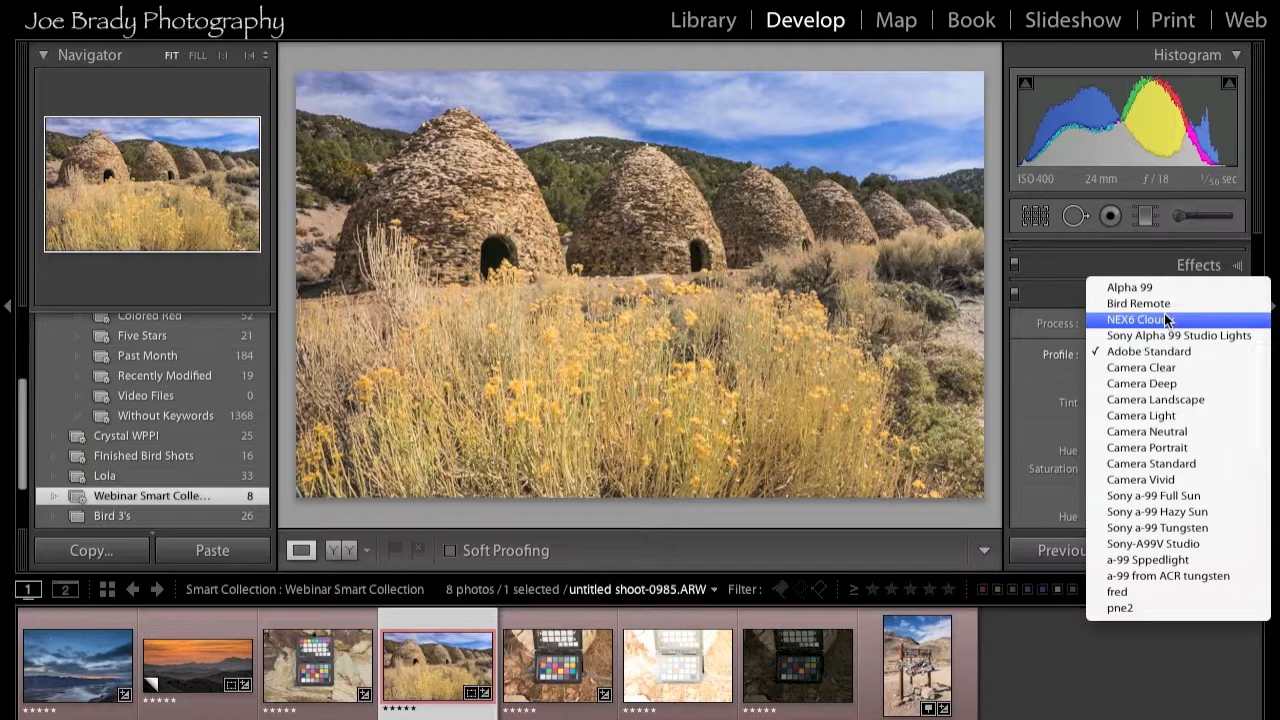 Joe Brady Photography
Library | Develop | Map | Book | Slideshow | Print | Web
Navigator FIT FILL 1:1 1:4
Histogram
ISO 400 24 mm ƒ / 18 1/50 sec
Effects
Colored Red 52
Five Stars 21
Past Month 184
Recently Modified 19
Video Files 0
Without Keywords 1368
Crystal WPPI 25
FInished Bird Shots 16
Lola 33
Webinar Smart Colle... 8
Bird 3's 26
Process :
Profile :
Tint
Hue
Saturation
Hue
Alpha 99
Bird Remote
NEX6
Sony Alpha 99 Studio Lights
✓ Adobe Standard
Camera Clear
Camera Deep
Camera Landscape
Camera Light
Camera Neutral
Camera Portrait
Camera Standard
Camera Vivid
Sony a-99 Full Sun
Sony a-99 Hazy Sun
Sony a-99 Tungsten
Sony-A99V Studio
a-99 Sppedlight
a-99 from ACR tungsten
fred
pne2
Copy... Paste
YY Soft Proofing
Previou
1 2 Smart Collection : Webinar Smart Collection 8 photos / 1 selected / untitled shoot-0985.ARW Filter : ≥